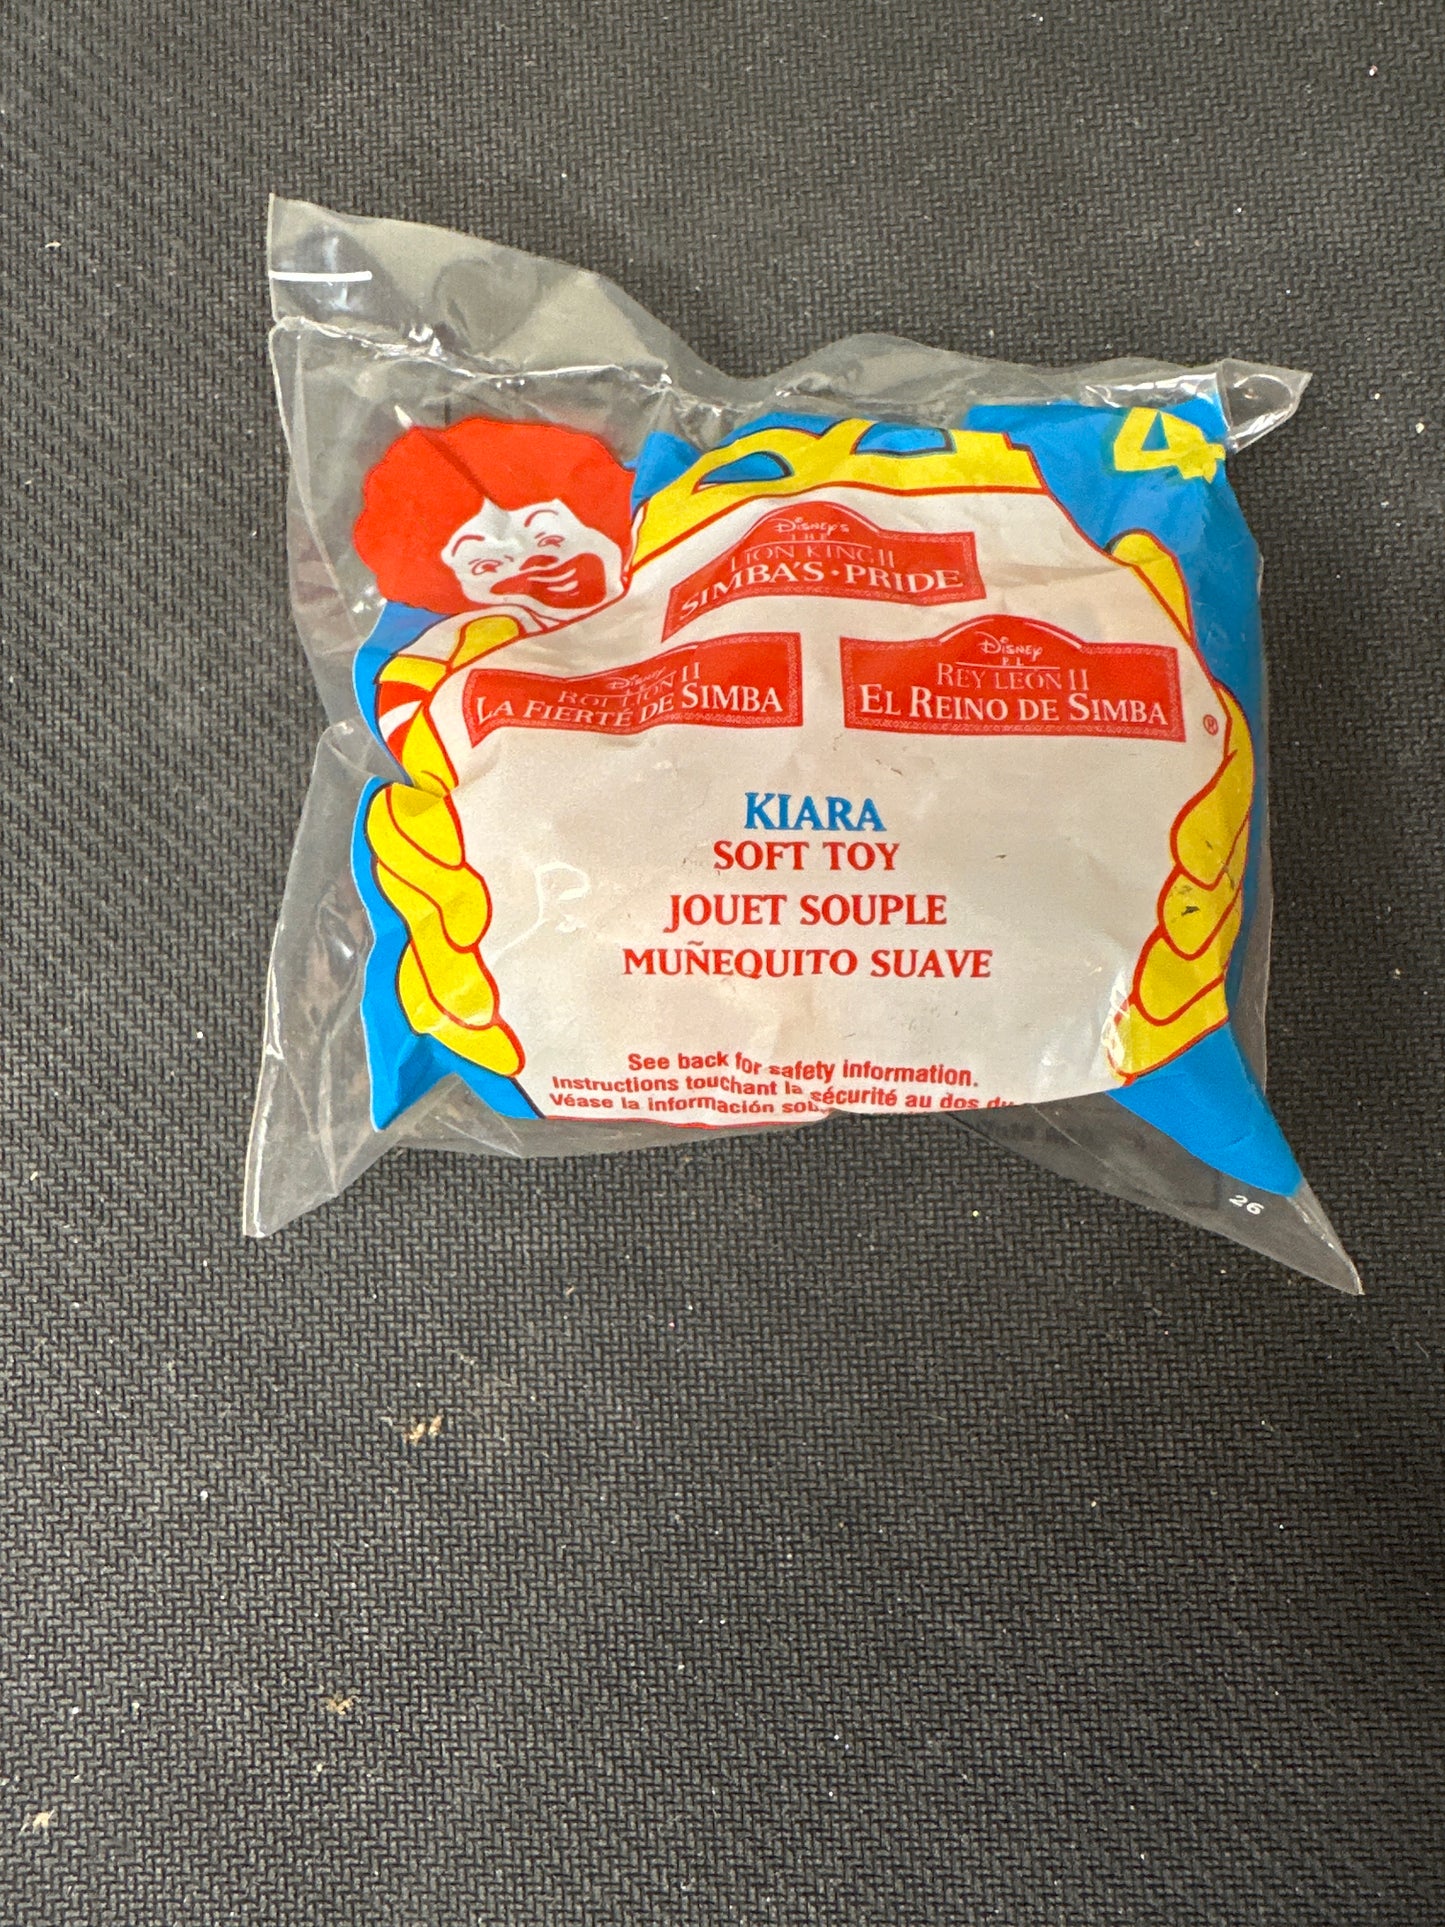 4
Disney's
THE
LION KING II
SIMBA'S • PRIDE
Disney
ROI LION II
LA FIERTÉ DE SIMBA
Disney
REY LEÓN II
EL REINO DE SIMBA
®
KIARA
SOFT TOY
JOUET SOUPLE
MUÑEQUITO SUAVE
See back for safety information.
Instructions touchant la sécurité au dos du
Véase la información
26